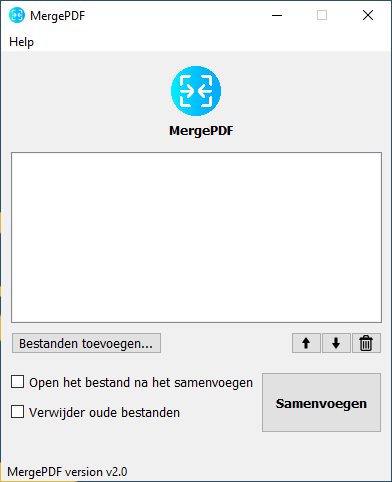 MergePDF
Help
MergePDF
Bestanden toevoegen...
Open het bestand na het samenvoegen
Verwijder oude bestanden
Samenvoegen
MergePDF version v2.0